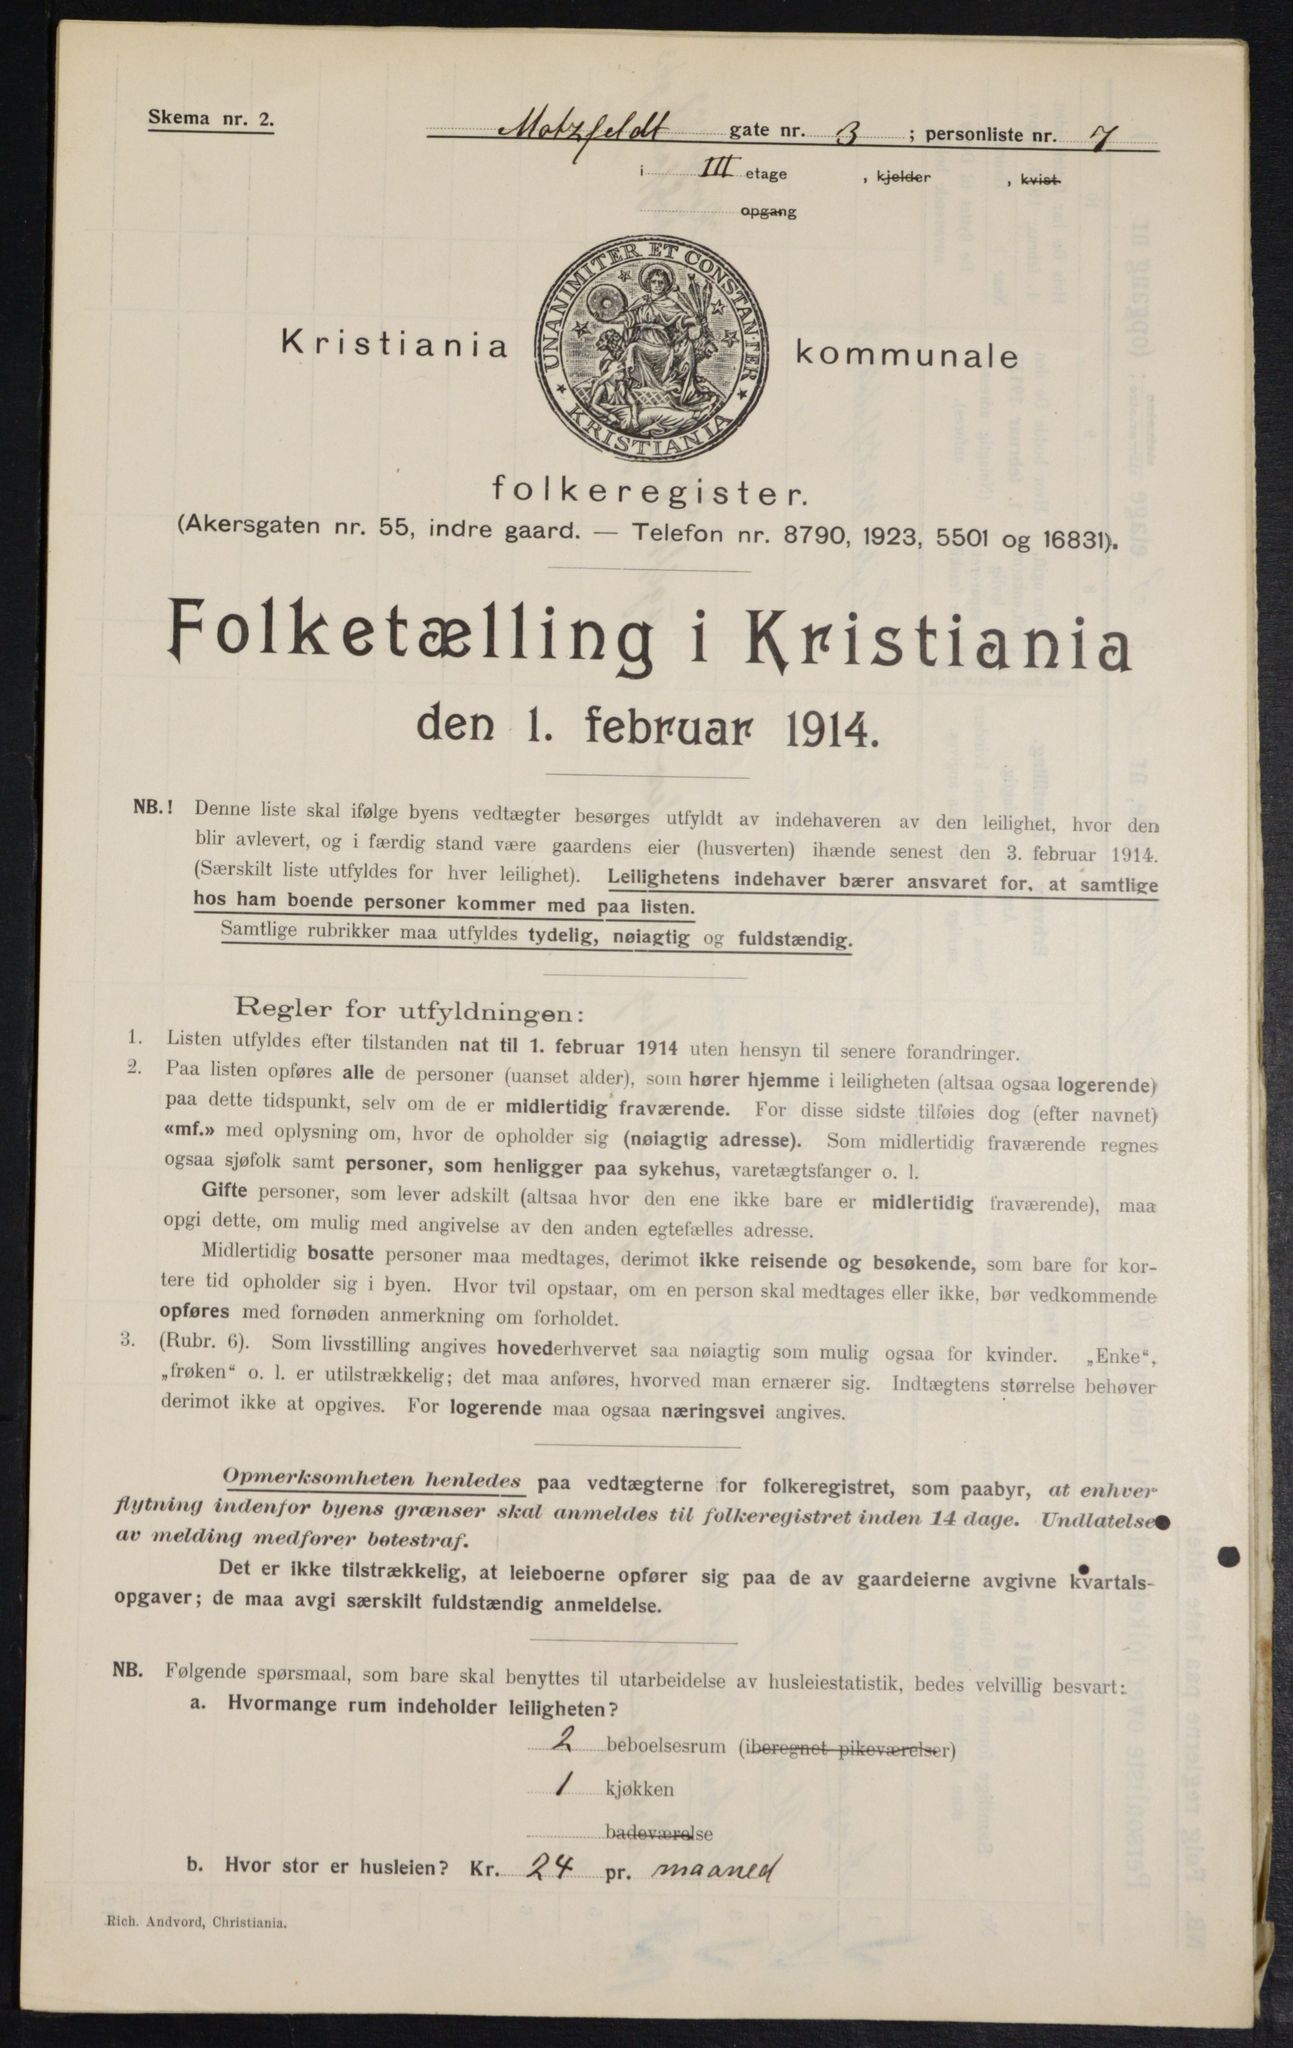 Skema nr. 2.
Motzfeldt gate nr. 3 ; personliste nr. 7
i III etage , kjelder , kvist
opgang
UNANIMITER ET CONSTANTER
KRISTIANIA
Kristiania kommunale
folkeregister.
(Akersgaten nr. 55, indre gaard. — Telefon nr. 8790, 1923, 5501 og 16831).
Folketælling i Kristiania
den 1. februar 1914.
NB.! Denne liste skal ifølge byens vedtægter besørges utfyldt av indehaveren av den leilighet, hvor den
blir avlevert, og i færdig stand være gaardens eier (husverten) ihænde senest den 3. februar 1914.
(Særskilt liste utfyldes for hver leilighet). Leilighetens indehaver bærer ansvaret for, at samtlige
hos ham boende personer kommer med paa listen.
Samtlige rubrikker maa utfyldes tydelig, nøiagtig og fuldstændig.
Regler for utfyldningen:
1. Listen utfyldes efter tilstanden nat til 1. februar 1914 uten hensyn til senere forandringer.
2. Paa listen opføres alle de personer (uanset alder), som hører hjemme i leiligheten (altsaa ogsaa logerende)
paa dette tidspunkt, selv om de er midlertidig fraværende. For disse sidste tilføies dog (efter navnet)
«mf.» med oplysning om, hvor de opholder sig (nøiagtig adresse). Som midlertidig fraværende regnes
ogsaa sjøfolk samt personer, som henligger paa sykehus, varetægtsfanger o. l.
Gifte personer, som lever adskilt (altsaa hvor den ene ikke bare er midlertidig fraværende), maa
opgi dette, om mulig med angivelse av den anden egtefælles adresse.
Midlertidig bosatte personer maa medtages, derimot ikke reisende og besøkende, som bare for kor-
tere tid opholder sig i byen. Hvor tvil opstaar, om en person skal medtages eller ikke, bør vedkommende
opføres med fornøden anmerkning om forholdet.
3. (Rubr. 6). Som livsstilling angives hovederhvervet saa nøiagtig som mulig ogsaa for kvinder. „Enke“,
„frøken“ o. l. er utilstrækkelig; det maa anføres, hvorved man ernærer sig. Indtægtens størrelse behøver
derimot ikke at opgives. For logerende maa ogsaa næringsvei angives.
Opmerksomheten henledes paa vedtægterne for folkeregistret, som paabyr, at enhver
flytning indenfor byens grænser skal anmeldes til folkeregistret inden 14 dage. Undlatelse
av melding medfører bøtestraf.
Det er ikke tilstrækkelig, at leieboerne opfører sig paa de av gaardeierne avgivne kvartals-
opgaver; de maa avgi særskilt fuldstændig anmeldelse.
NB. Følgende spørsmaal, som bare skal benyttes til utarbeidelse av husleiestatistik, bedes velvillig besvart:
a. Hvormange rum indeholder leiligheten?
2 beboelsesrum (iberegnet pikeværelser)
1 kjøkken
badeværelse
b. Hvor stor er husleien? Kr. 24 pr. maaned
Rich. Andvord, Christiania.